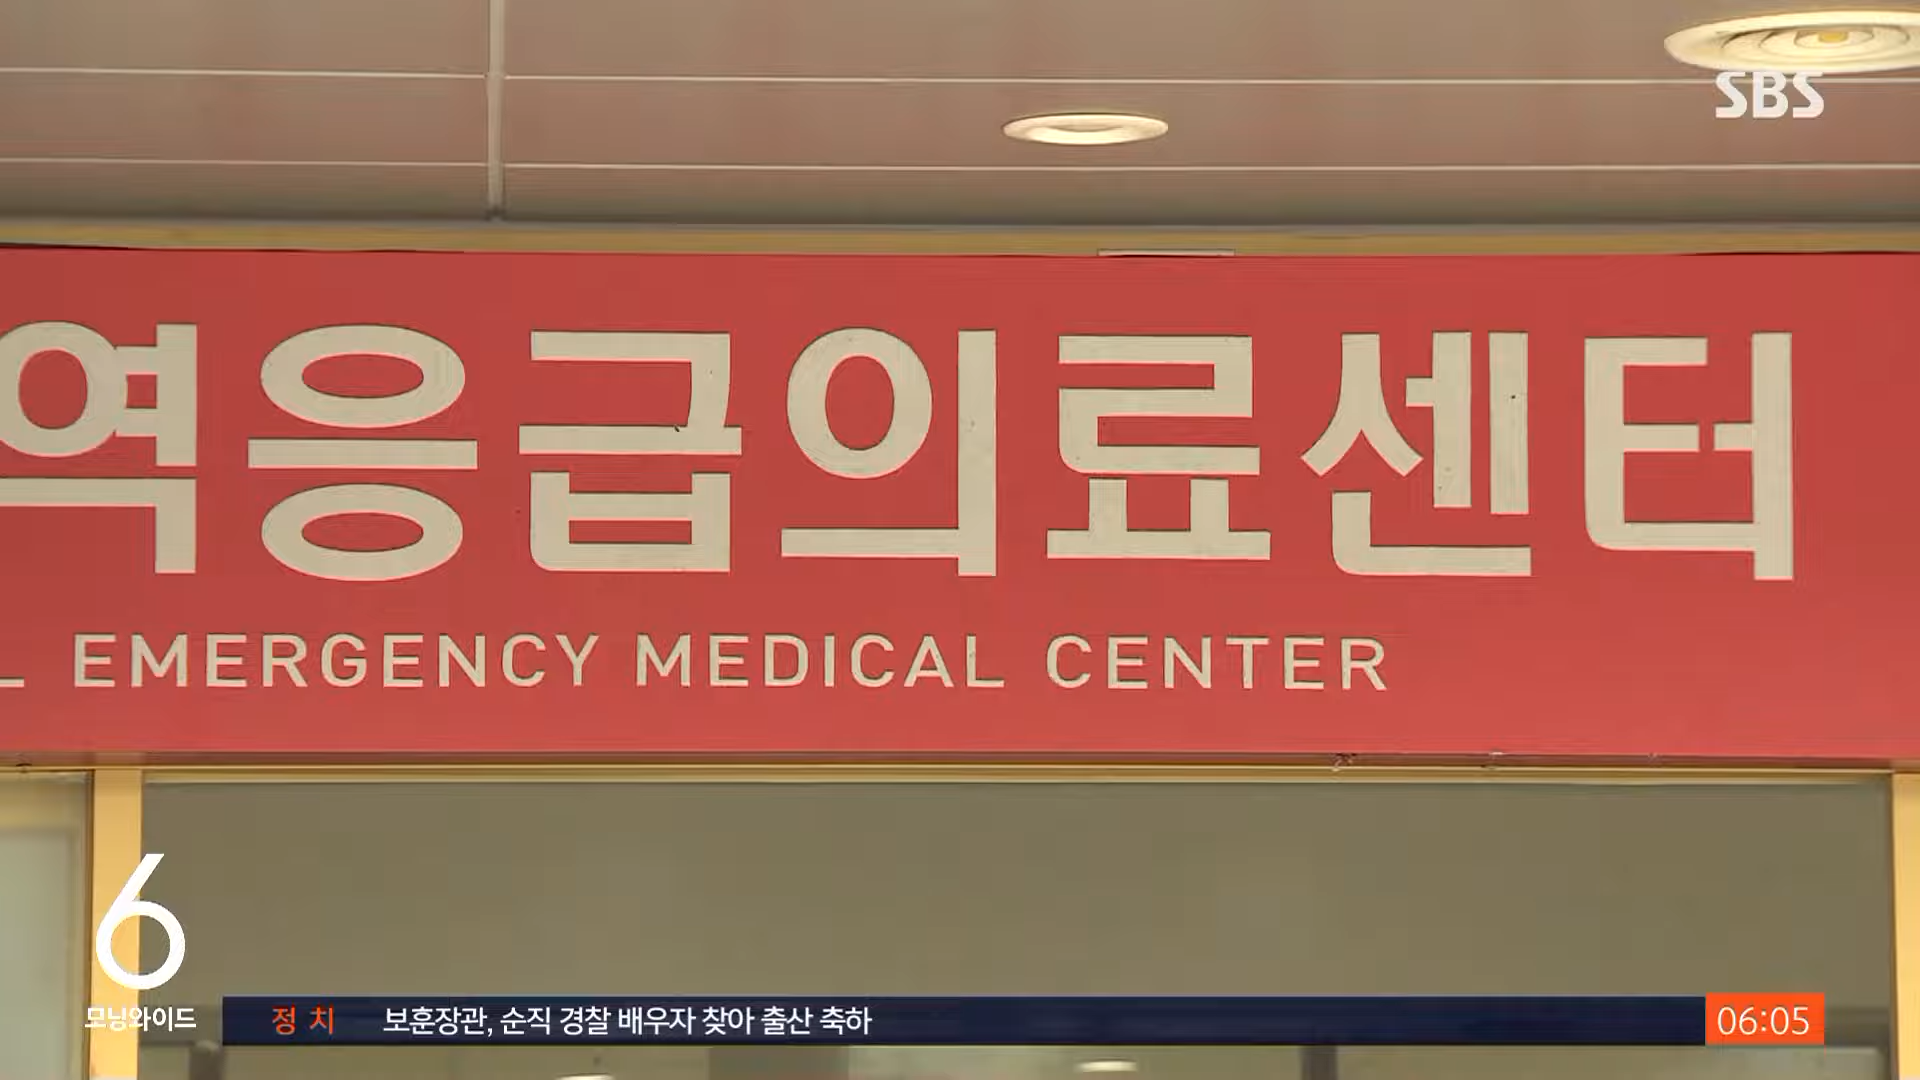 SBS
역응급의료센터
L EMERGENCY MEDICAL CENTER
6
모닝와이드
정치 보훈장관, 순직 경찰 배우자 찾아 출산 축하 06:05